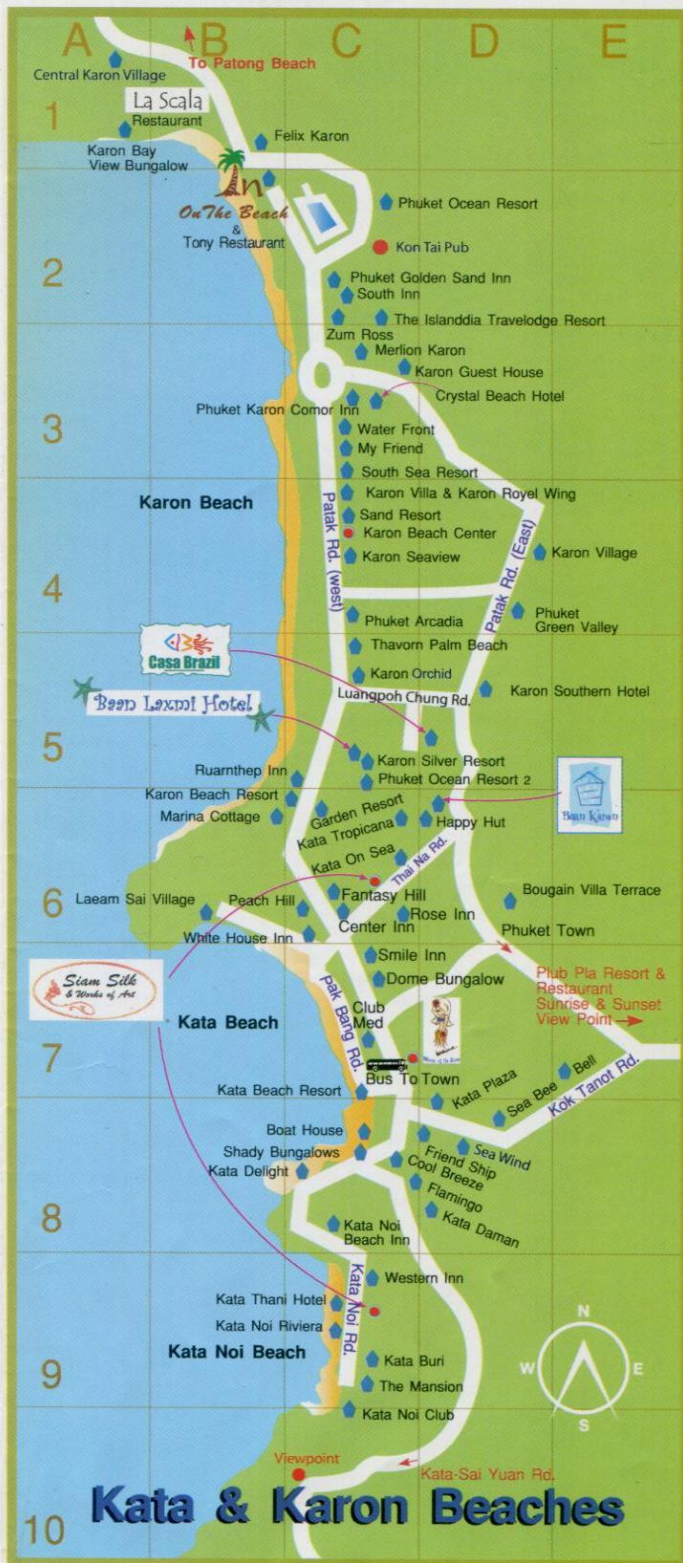 A
B
C
D
E
To Patong Beach
Central Karon Village
La Scala
1
Restaurant
Karon Bay
View Bungalow
Felix Karon
In
On The Beach
&
Tony Restaurant
Phuket Ocean Resort
Kon Tai Pub
2
Phuket Golden Sand Inn
South Inn
The Islanddia Travelodge Resort
Zum Ross
Merlion Karon
Karon Guest House
Crystal Beach Hotel
Phuket Karon Comor Inn
3
Water Front
My Friend
South Sea Resort
Karon Villa & Karon Royel Wing
Karon Beach
Sand Resort
Karon Beach Center
Patak Rd. (west)
Patak Rd. (East)
Karon Seaview
Karon Village
4
Phuket Arcadia
Phuket
Green Valley
Casa Brazil
Thavorn Palm Beach
Karon Orchid
Baan Laxmi Hotel
Luangpoh Chung Rd.
Karon Southern Hotel
5
Karon Silver Resort
Ruarnthep Inn
Phuket Ocean Resort 2
Karon Beach Resort
Marina Cottage
Garden Resort
Kata Tropicana
Happy Hut
Baan Karon
Kata On Sea
Thai Na Rd.
6
Laeam Sai Village
Peach Hill
Fantasy Hill
Bougain Villa Terrace
White House Inn
Center Inn
Rose Inn
Phuket Town
Smile Inn
Siam Silk
& Works of Art
Dome Bungalow
Plub Pla Resort &
Restaurant
Sunrise & Sunset
View Point
Kata Beach
Pak Bang Rd.
Club
Med
7
Bus To Town
Kata Beach Resort
Kata Plaza
Sea Bee
Bell
Kok Tanot Rd.
Boat House
Shady Bungalows
Kata Delight
Friend Ship
Sea Wind
Cool Breeze
Flamingo
Kata Daman
8
Kata Noi
Beach Inn
Kata Noi Rd.
Western Inn
Kata Thani Hotel
Kata Noi Riviera
Kata Noi Beach
9
Kata Buri
The Mansion
Kata Noi Club
N
W
E
S
Viewpoint
Kata-Sai Yuan Rd.
Kata & Karon Beaches
10